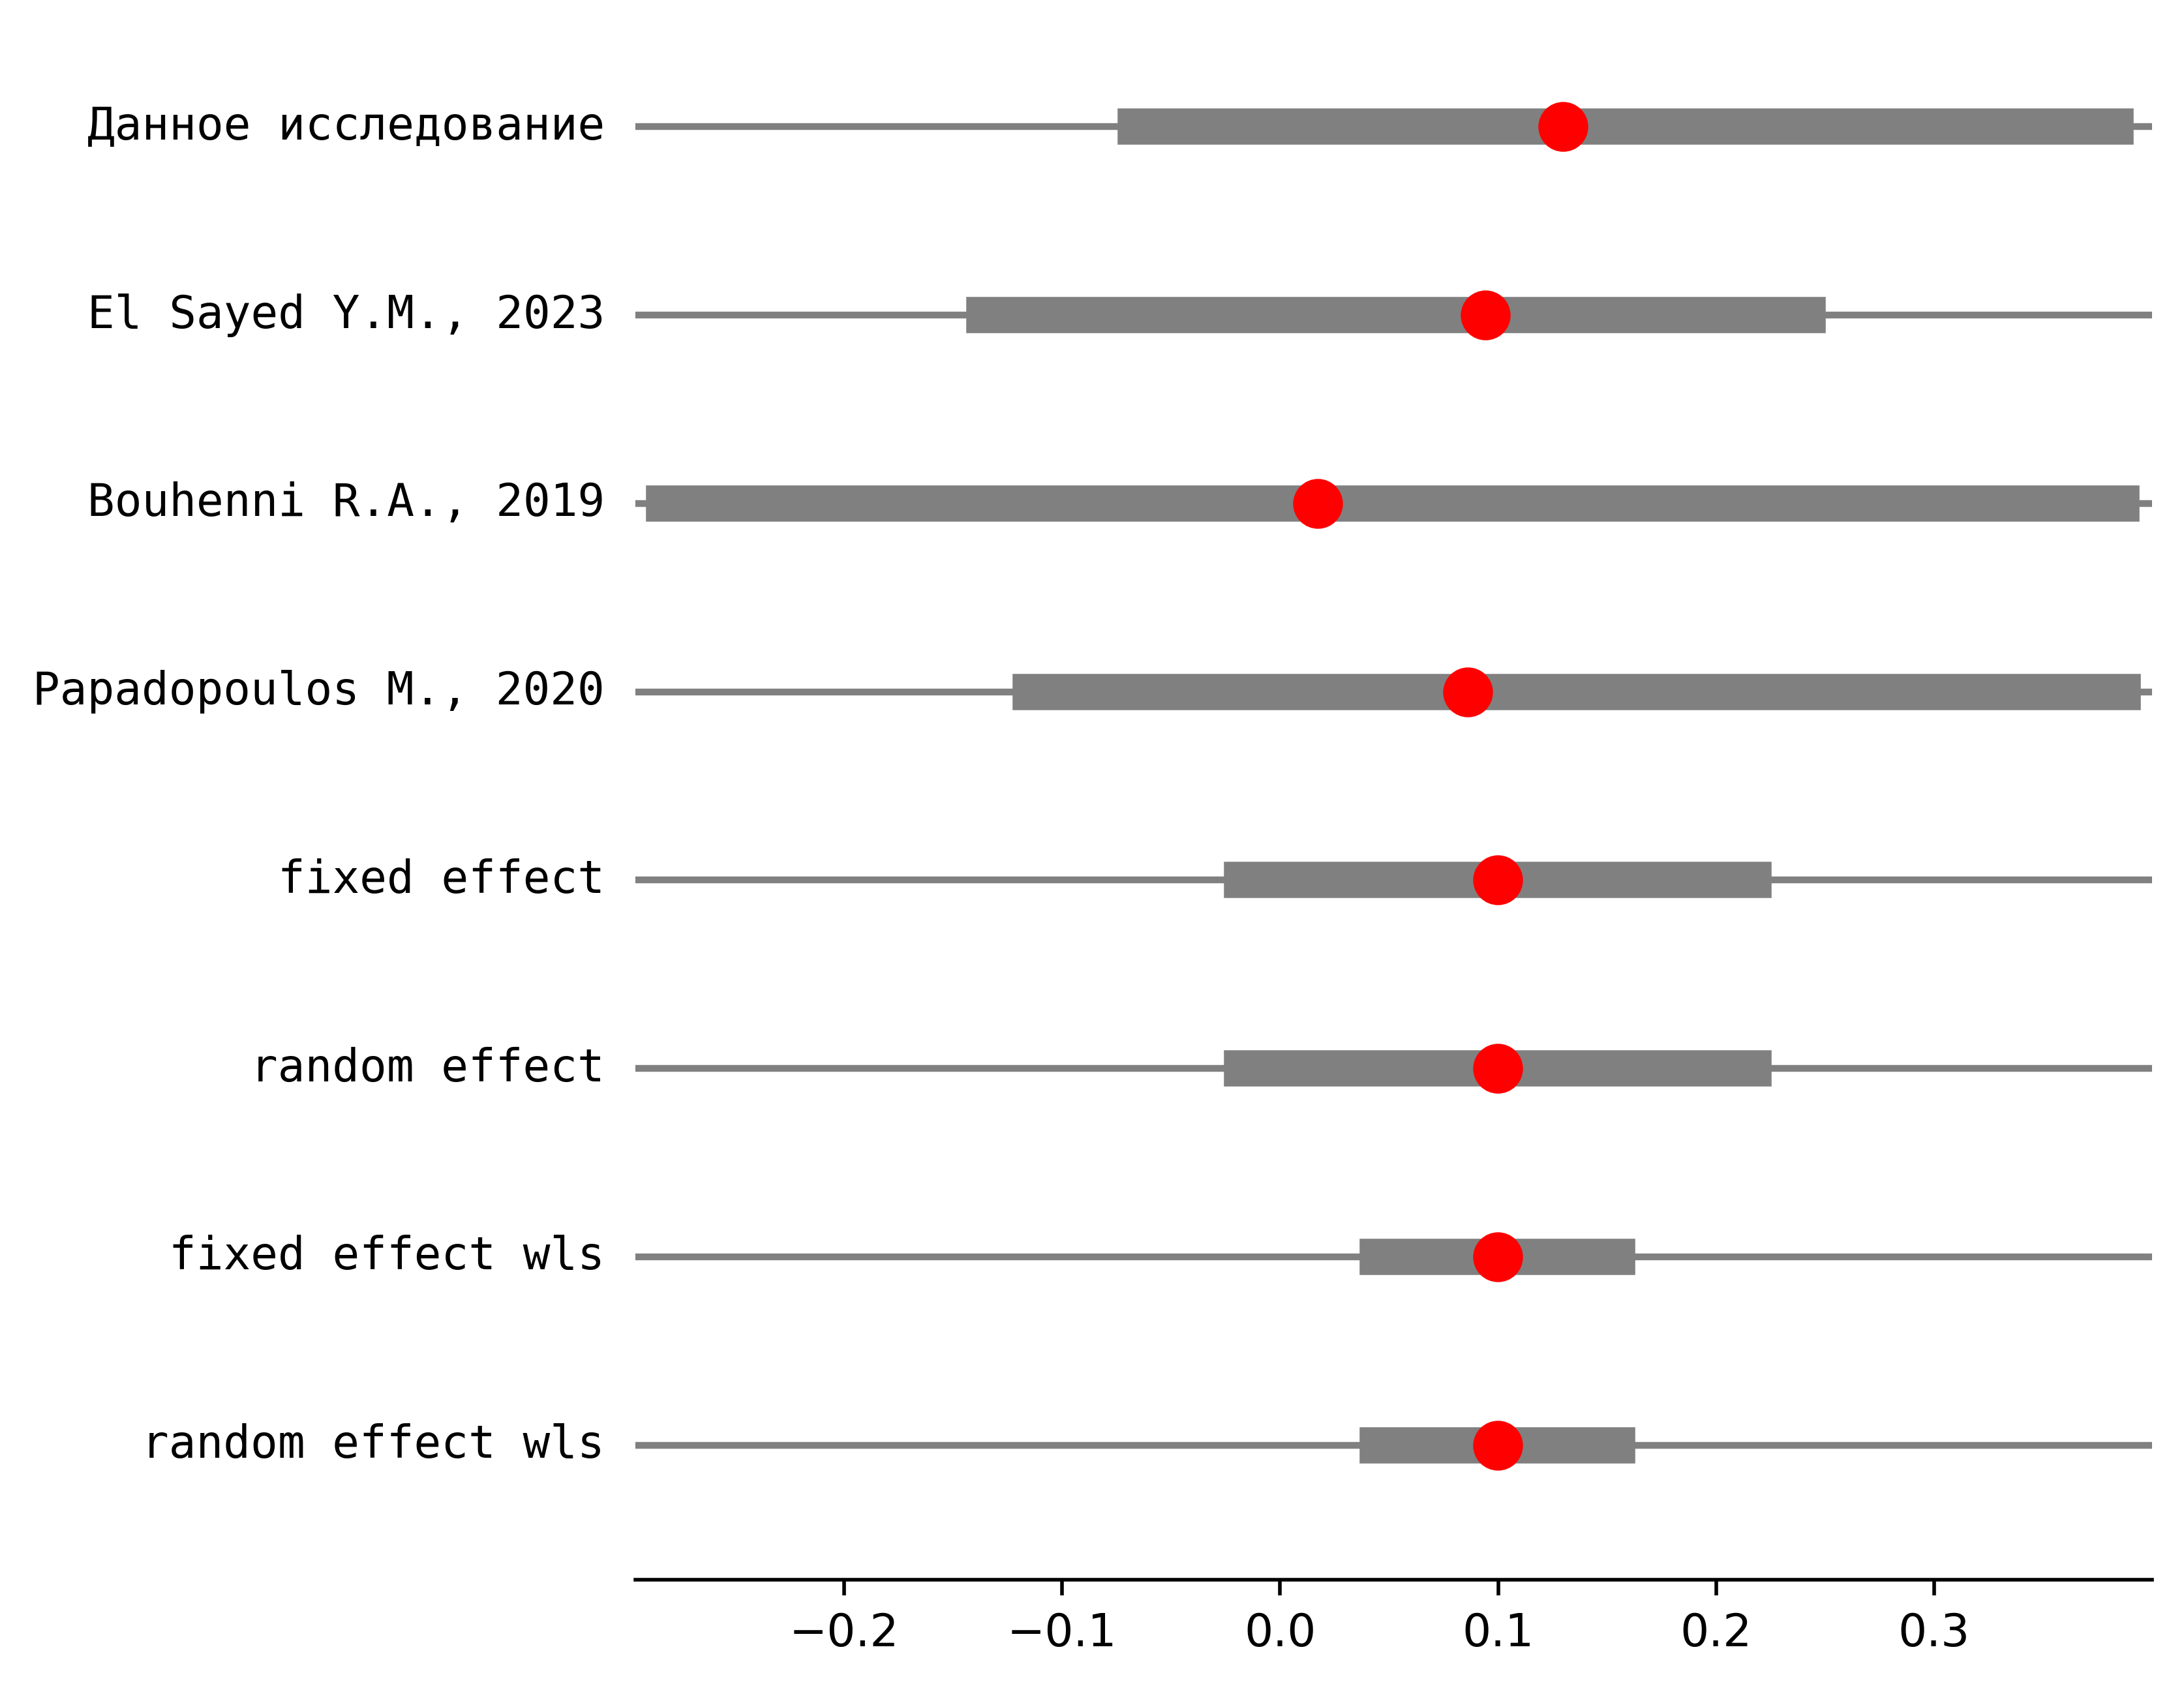 Данное исследование
El Sayed Y.M., 2023
Bouhenni R.A., 2019
Papadopoulos M., 2020
fixed effect
random effect
fixed effect wls
random effect wls
−0.2 −0.1 0.0 0.1 0.2 0.3